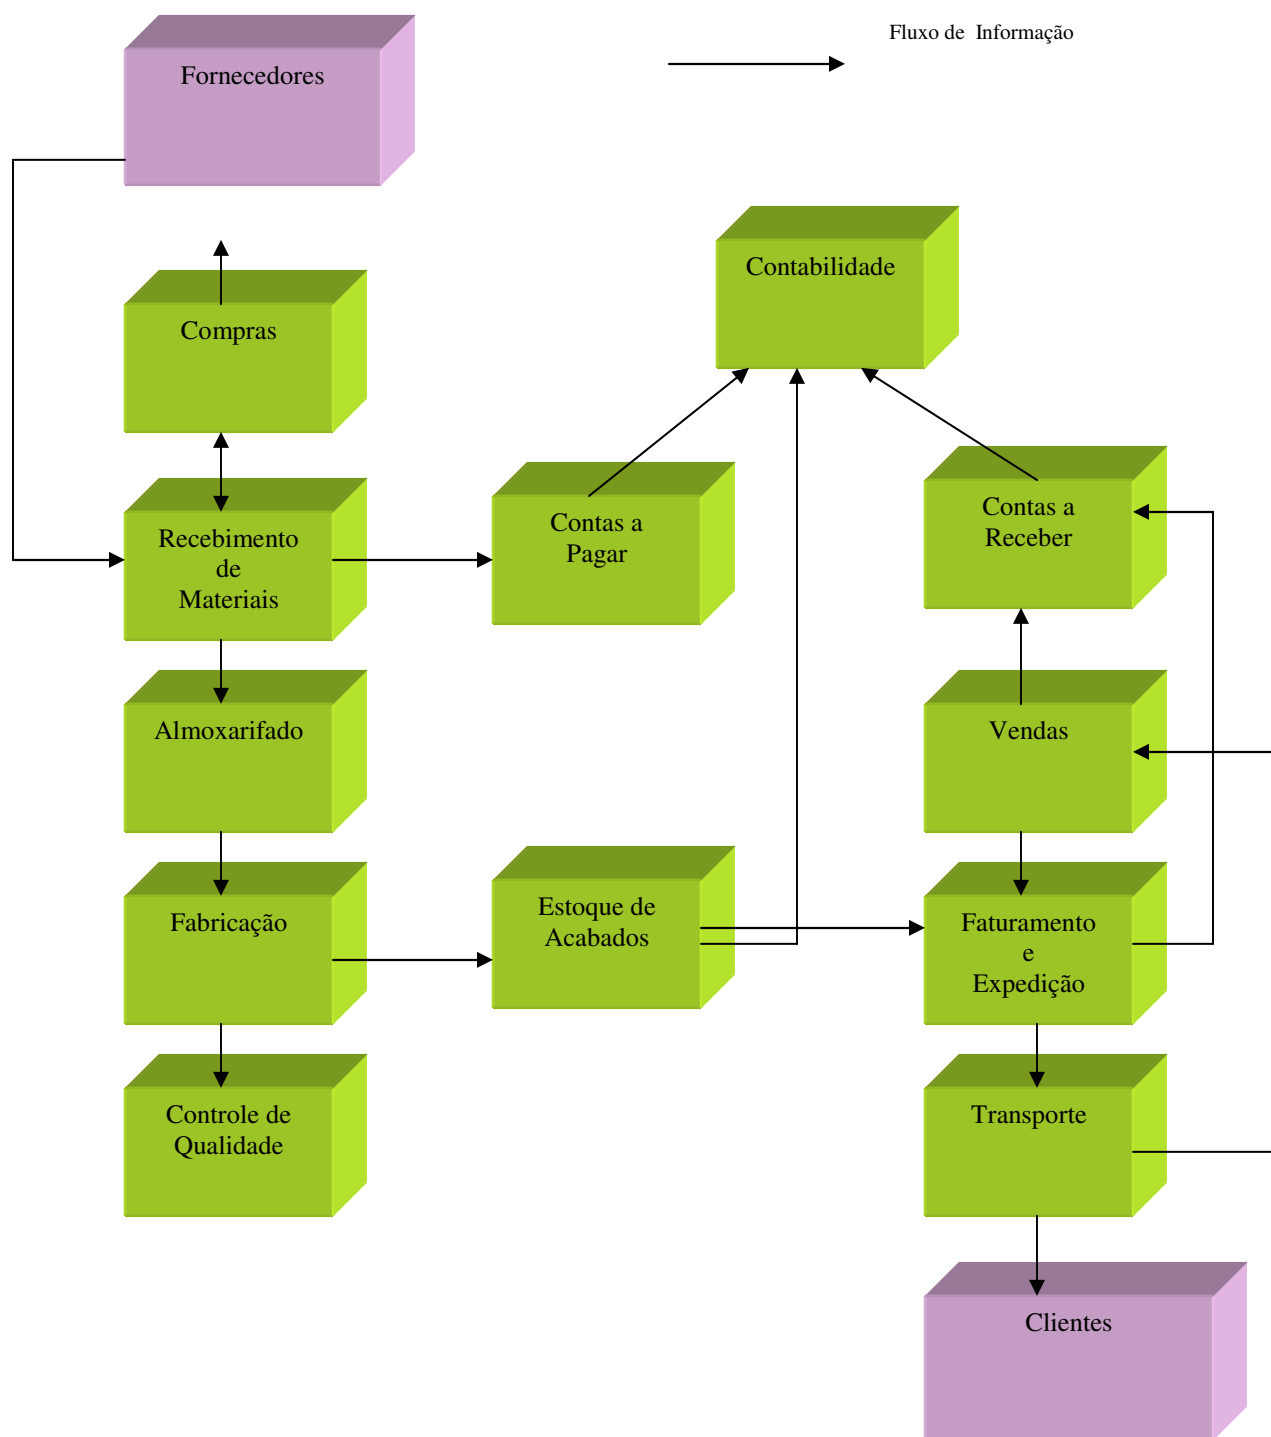 Fluxo de Informação
Fornecedores
Contabilidade
Compras
Recebimento
de
Materiais
Contas a
Pagar
Contas a
Receber
Almoxarifado
Vendas
Fabricação
Estoque de
Acabados
Faturamento
e
Expedição
Controle de
Qualidade
Transporte
Clientes